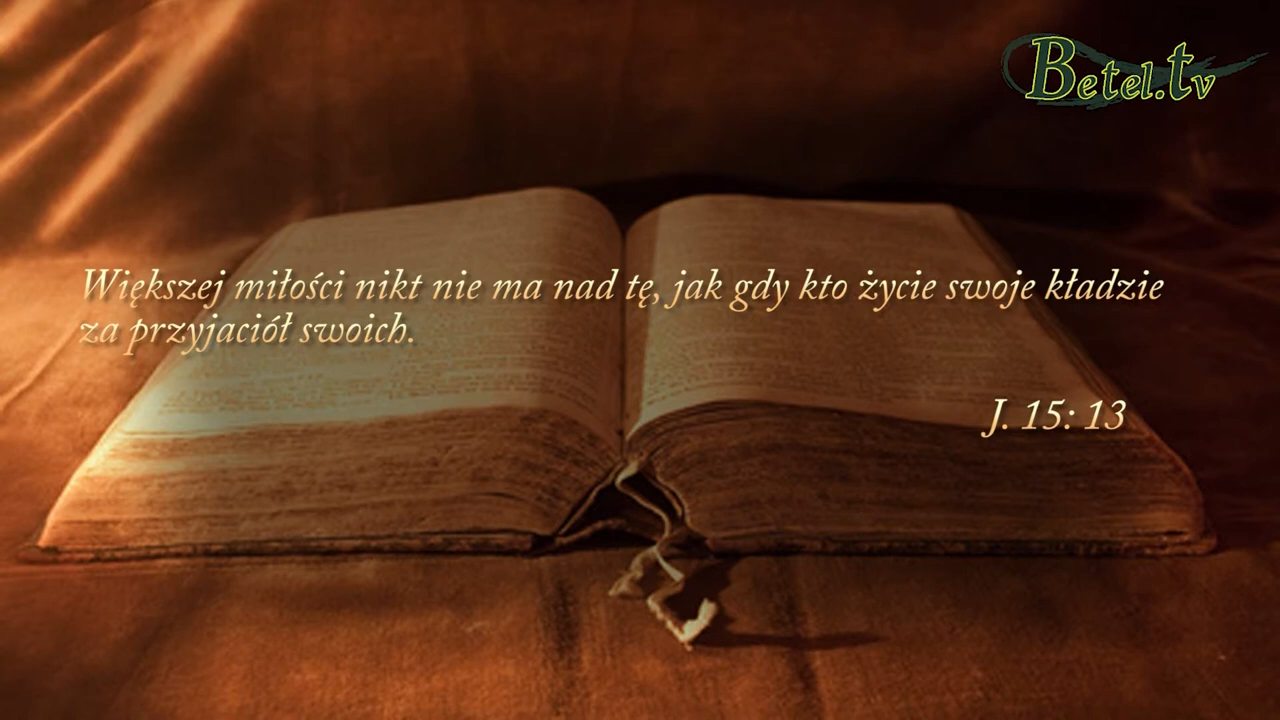 Betel.tv
Większej miłości nikt nie ma nad tę, jak gdy kto życie swoje kładzie
za przyjaciół swoich.
J. 15: 13